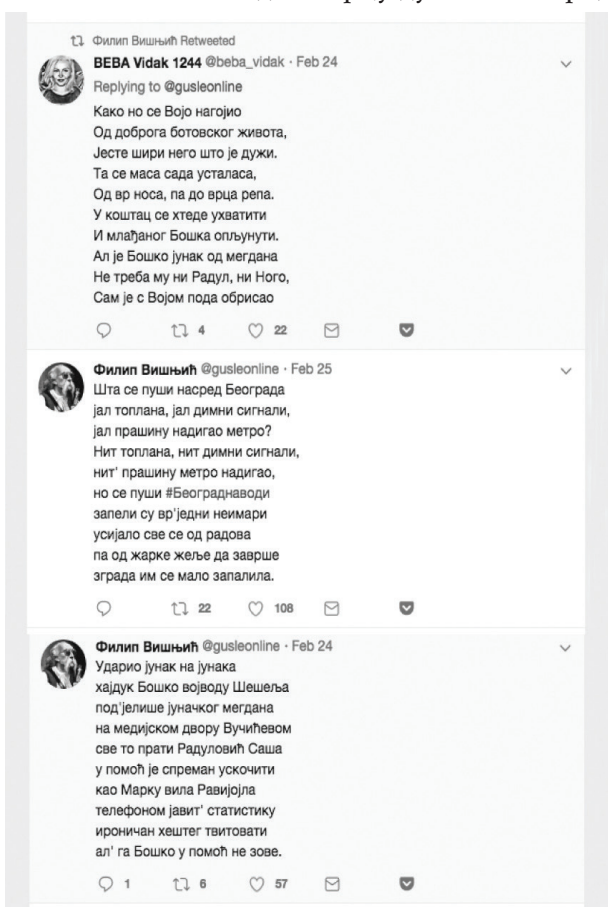 Филип Вишњић Retweeted
BEBA Vidak 1244 @beba_vidak · Feb 24
Replying to @gusleonline
Како но се Војо нагојио
Од доброга ботовског живота,
Јесте шири него што је дужи.
Та се маса сада усталаса,
Од вр носа, па до врца репа.
У коштац се хтеде ухватити
И млађаног Бошка опљунути.
Ал је Бошко јунак од мегдана
Не треба му ни Радул, ни Ного,
Сам је с Војом пода обрисао
4 22
Филип Вишњић @gusleonline · Feb 25
Шта се пуши насред Београда
јал топлана, јал димни сигнали,
јал прашину надигао метро?
Нит топлана, нит димни сигнали,
нит' прашину метро надигао,
но се пуши #Београднаводи
запели су вр'једни неимари
усијало све се од радова
па од жарке жеље да заврше
зграда им се мало запалила.
22 108
Филип Вишњић @gusleonline · Feb 24
Ударио јунак на јунака
хајдук Бошко војводу Шешеља
под'јелише јуначког мегдана
на медијском двору Вучићевом
све то прати Радуловић Саша
у помоћ је спреман ускочити
као Марку вила Равијојла
телефоном јавит' статистику
ироничан хештег твитовати
ал' га Бошко у помоћ не зове.
1 6 57